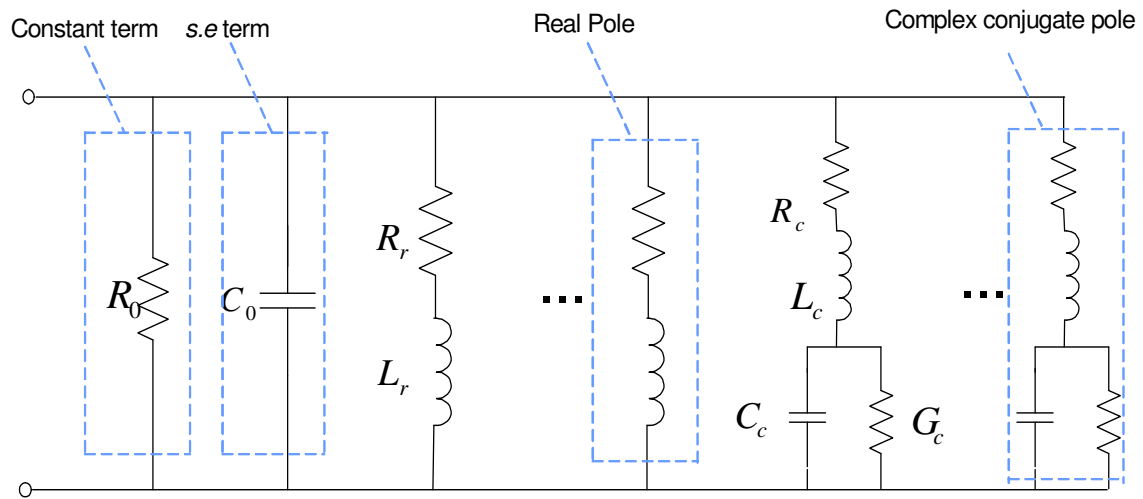 Constant term
s.e term
Real Pole
Complex conjugate pole
R0
C0
Rr
Lr
...
Rc
Lc
Cc
Gc
...